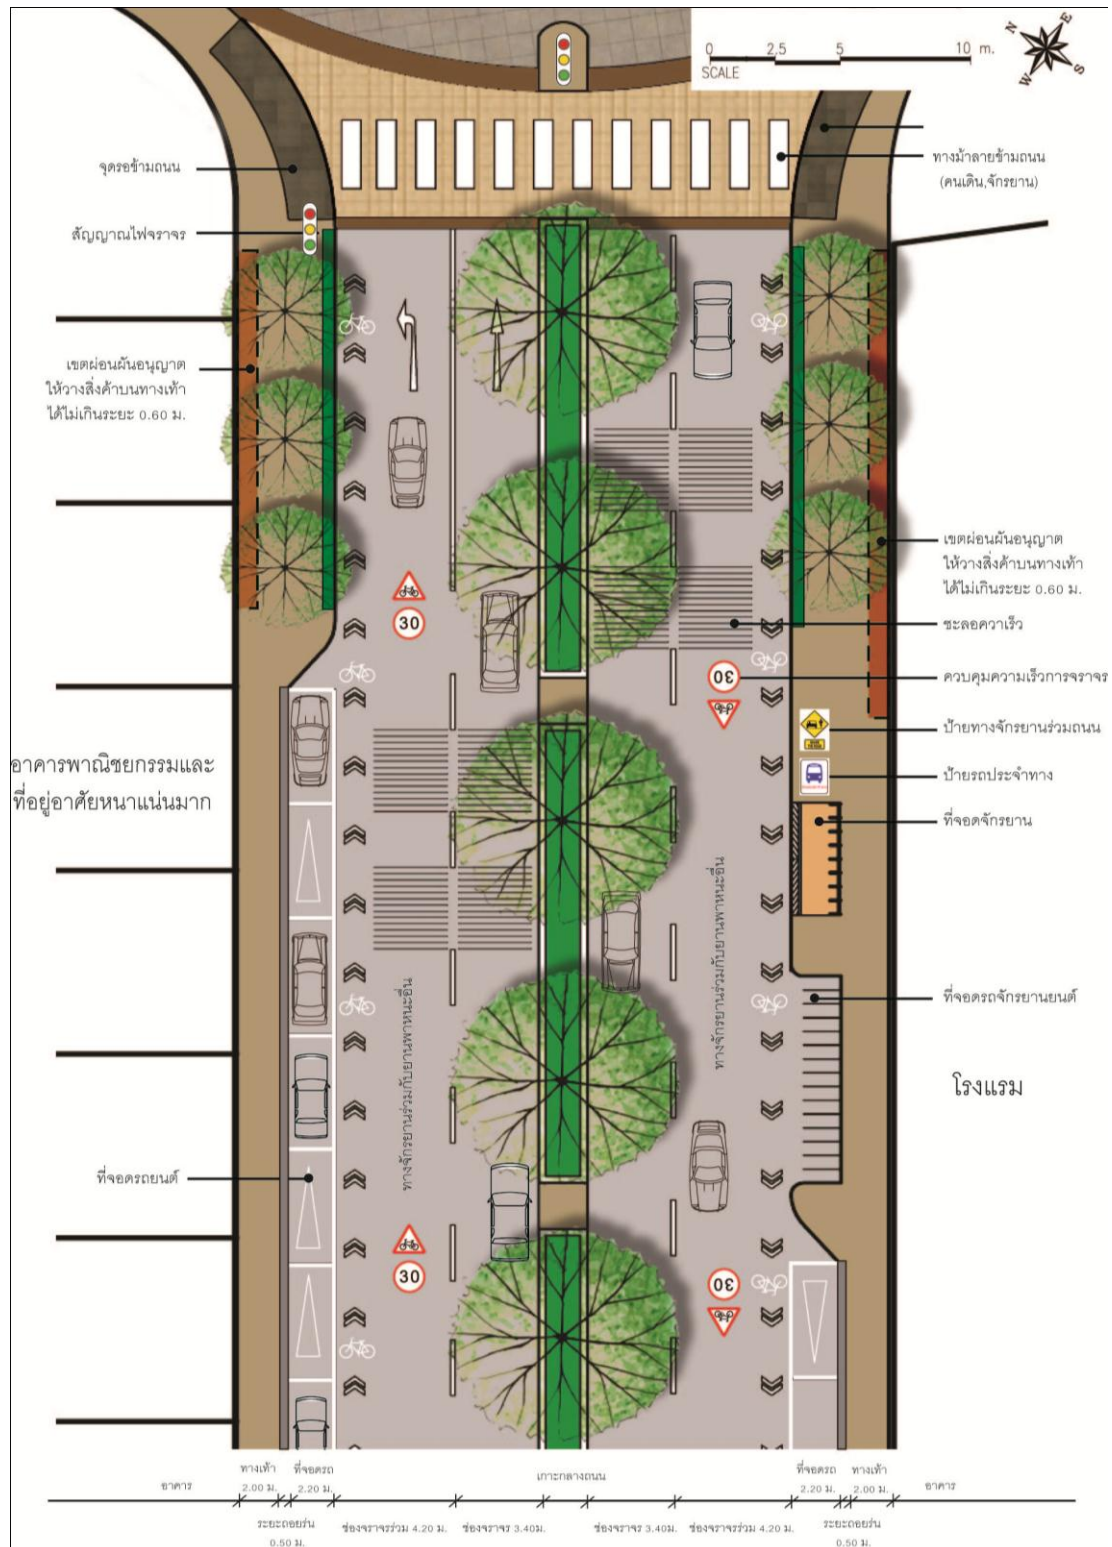 0 2.5 5 10 m.
SCALE
N E
W S
จุดรอข้ามถนน
ทางม้าลายข้ามถนน
(คนเดิน,จักรยาน)
สัญญาณไฟจราจร
เขตผ่อนผันอนุญาต
ให้วางสิ่งค้าบนทางเท้า
ได้ไม่เกินระยะ 0.60 ม.
เขตผ่อนผันอนุญาต
ให้วางสิ่งค้าบนทางเท้า
ได้ไม่เกินระยะ 0.60 ม.
30
ชะลอควาเร็ว
30
ควบคุมความเร็วการจราจร
ป้ายทางจักรยานร่วมถนน
ป้ายรถประจำทาง
อาคารพาณิชยกรรมและ
ที่อยู่อาศัยหนาแน่นมาก
ที่จอดจักรยาน
ทางจักรยานร่วมกับยานพาหนะอื่น
ทางจักรยานร่วมกับยานพาหนะอื่น
ที่จอดรถจักรยานยนต์
โรงแรม
ที่จอดรถยนต์
30
30
อาคาร
ทางเท้า
2.00 ม.
ที่จอดรถ
2.20 ม.
เกาะกลางถนน
ที่จอดรถ
2.20 ม.
ทางเท้า
2.00 ม.
อาคาร
ระยะถอยร่น
0.50 ม.
ช่องจราจรร่วม 4.20 ม.
ช่องจราจร 3.40ม.
ช่องจราจร 3.40ม.
ช่องจราจรร่วม 4.20 ม.
ระยะถอยร่น
0.50 ม.